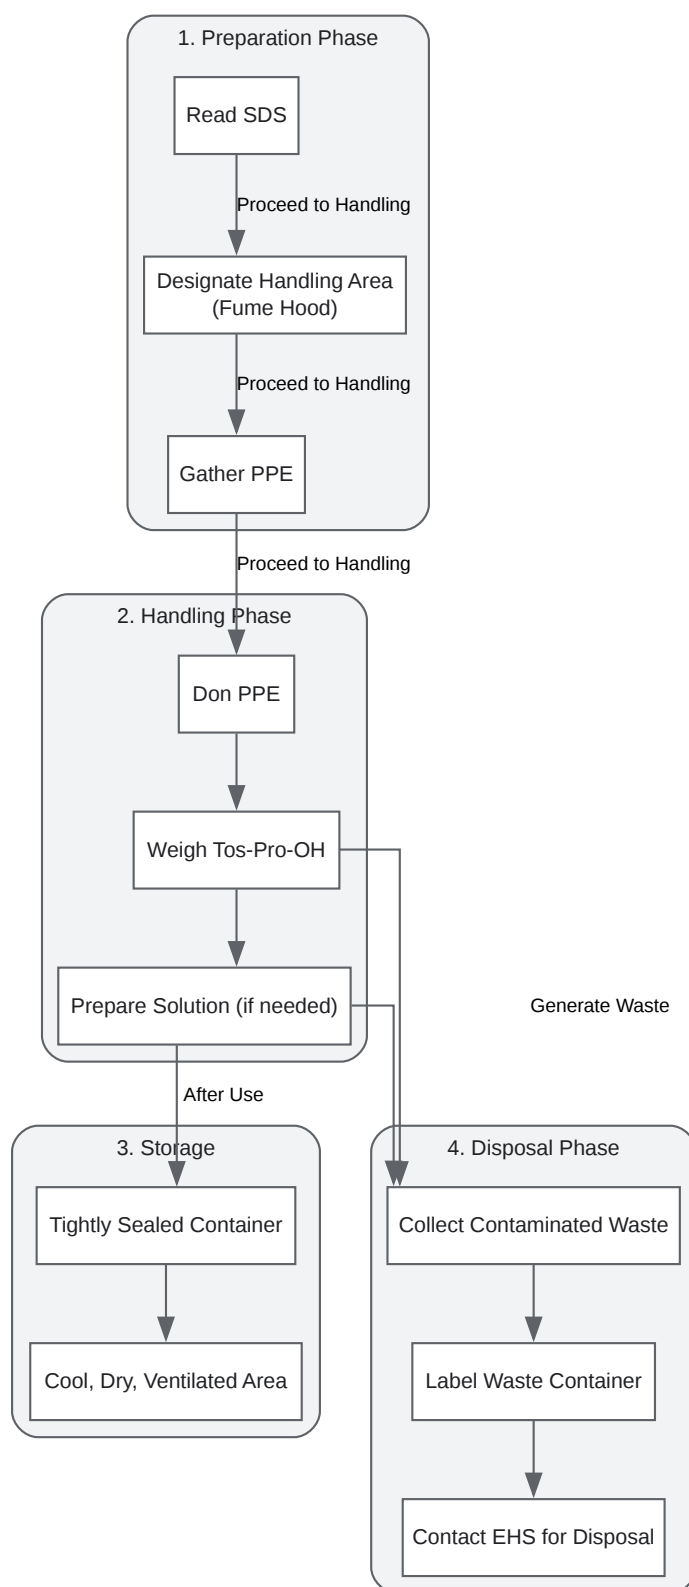 1. Preparation Phase
Read SDS
Proceed to Handling
Designate Handling Area
(Fume Hood)
Proceed to Handling
Gather PPE
Proceed to Handling
2. Handling Phase
Don PPE
Weigh Tos-Pro-OH
Prepare Solution (if needed)
Generate Waste
After Use
3. Storage
4. Disposal Phase
Tightly Sealed Container
Collect Contaminated Waste
Cool, Dry, Ventilated Area
Label Waste Container
Contact EHS for Disposal